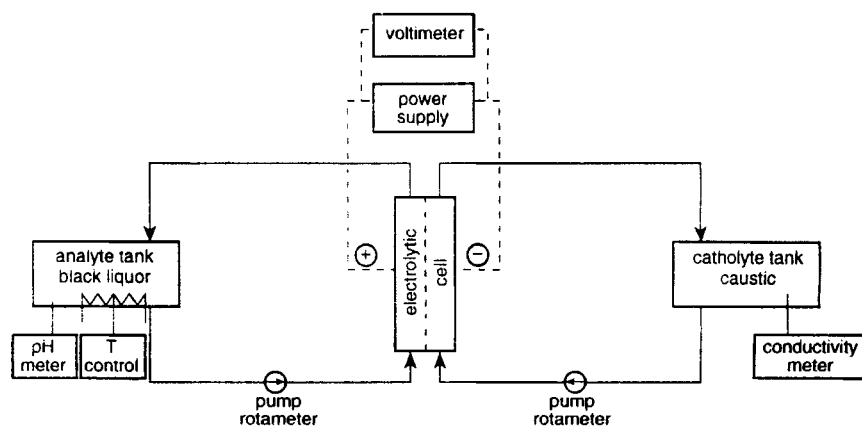 voltimeter
power
supply
+
−
analyte tank
black liquor
electrolytic
cell
catholyte tank
caustic
pH
meter
T
control
conductivity
meter
pump
rotameter
pump
rotameter